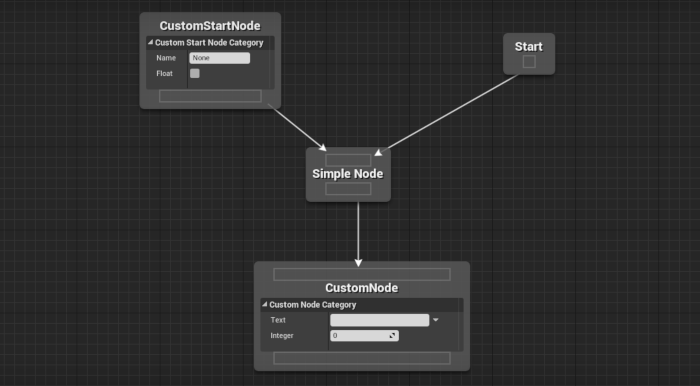 CustomStartNode
Custom Start Node Category
Name None
Float
Start
Simple Node
CustomNode
Custom Node Category
Text
Integer 0